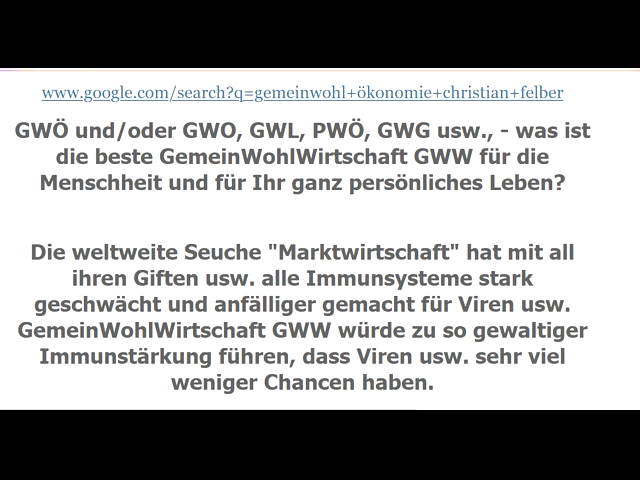 www.google.com/search?q=gemeinwohl+ökonomie+christian+felber
GWÖ und/oder GWO, GWL, PWÖ, GWG usw., - was ist
die beste GemeinWohlWirtschaft GWW für die
Menschheit und für Ihr ganz persönliches Leben?
Die weltweite Seuche "Marktwirtschaft" hat mit all
ihren Giften usw. alle Immunsysteme stark
geschwächt und anfälliger gemacht für Viren usw.
GemeinWohlWirtschaft GWW würde zu so gewaltiger
Immunstärkung führen, dass Viren usw. sehr viel
weniger Chancen haben.